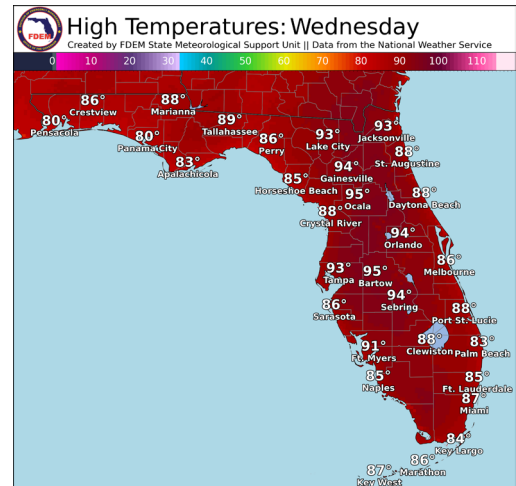 FDEM
High Temperatures: Wednesday
Created by FDEM State Meteorological Support Unit || Data from the National Weather Service
0 10 20 30 40 50 60 70 80 90 100 110
86°
Crestview
88°
Marianna
80°
Pensacola
89°
Tallahassee
80°
Panama City
86°
Perry
93°
Lake City
93°
Jacksonville
83°
Apalachicola
88°
St. Augustine
94°
Gainesville
85°
Horseshoe Beach
95°
Ocala
88°
Daytona Beach
88°
Crystal River
94°
Orlando
86°
Melbourne
93°
Tampa
95°
Bartow
94°
Sebring
86°
Sarasota
88°
Port St. Lucie
91°
Ft. Myers
88°
Clewiston
83°
Palm Beach
85°
Naples
85°
Ft. Lauderdale
87°
Miami
84°
Key Largo
86°
Marathon
87°
Key West